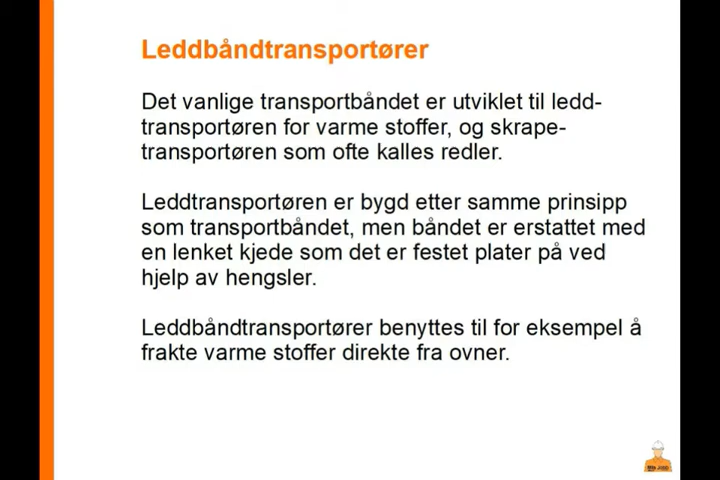 Leddbåndtransportører
Det vanlige transportbåndet er utviklet til ledd-
transportøren for varme stoffer, og skrape-
transportøren som ofte kalles redler.
Leddtransportøren er bygd etter samme prinsipp
som transportbåndet, men båndet er erstattet med
en lenket kjede som det er festet plater på ved
hjelp av hengsler.
Leddbåndtransportører benyttes til for eksempel å
frakte varme stoffer direkte fra ovner.